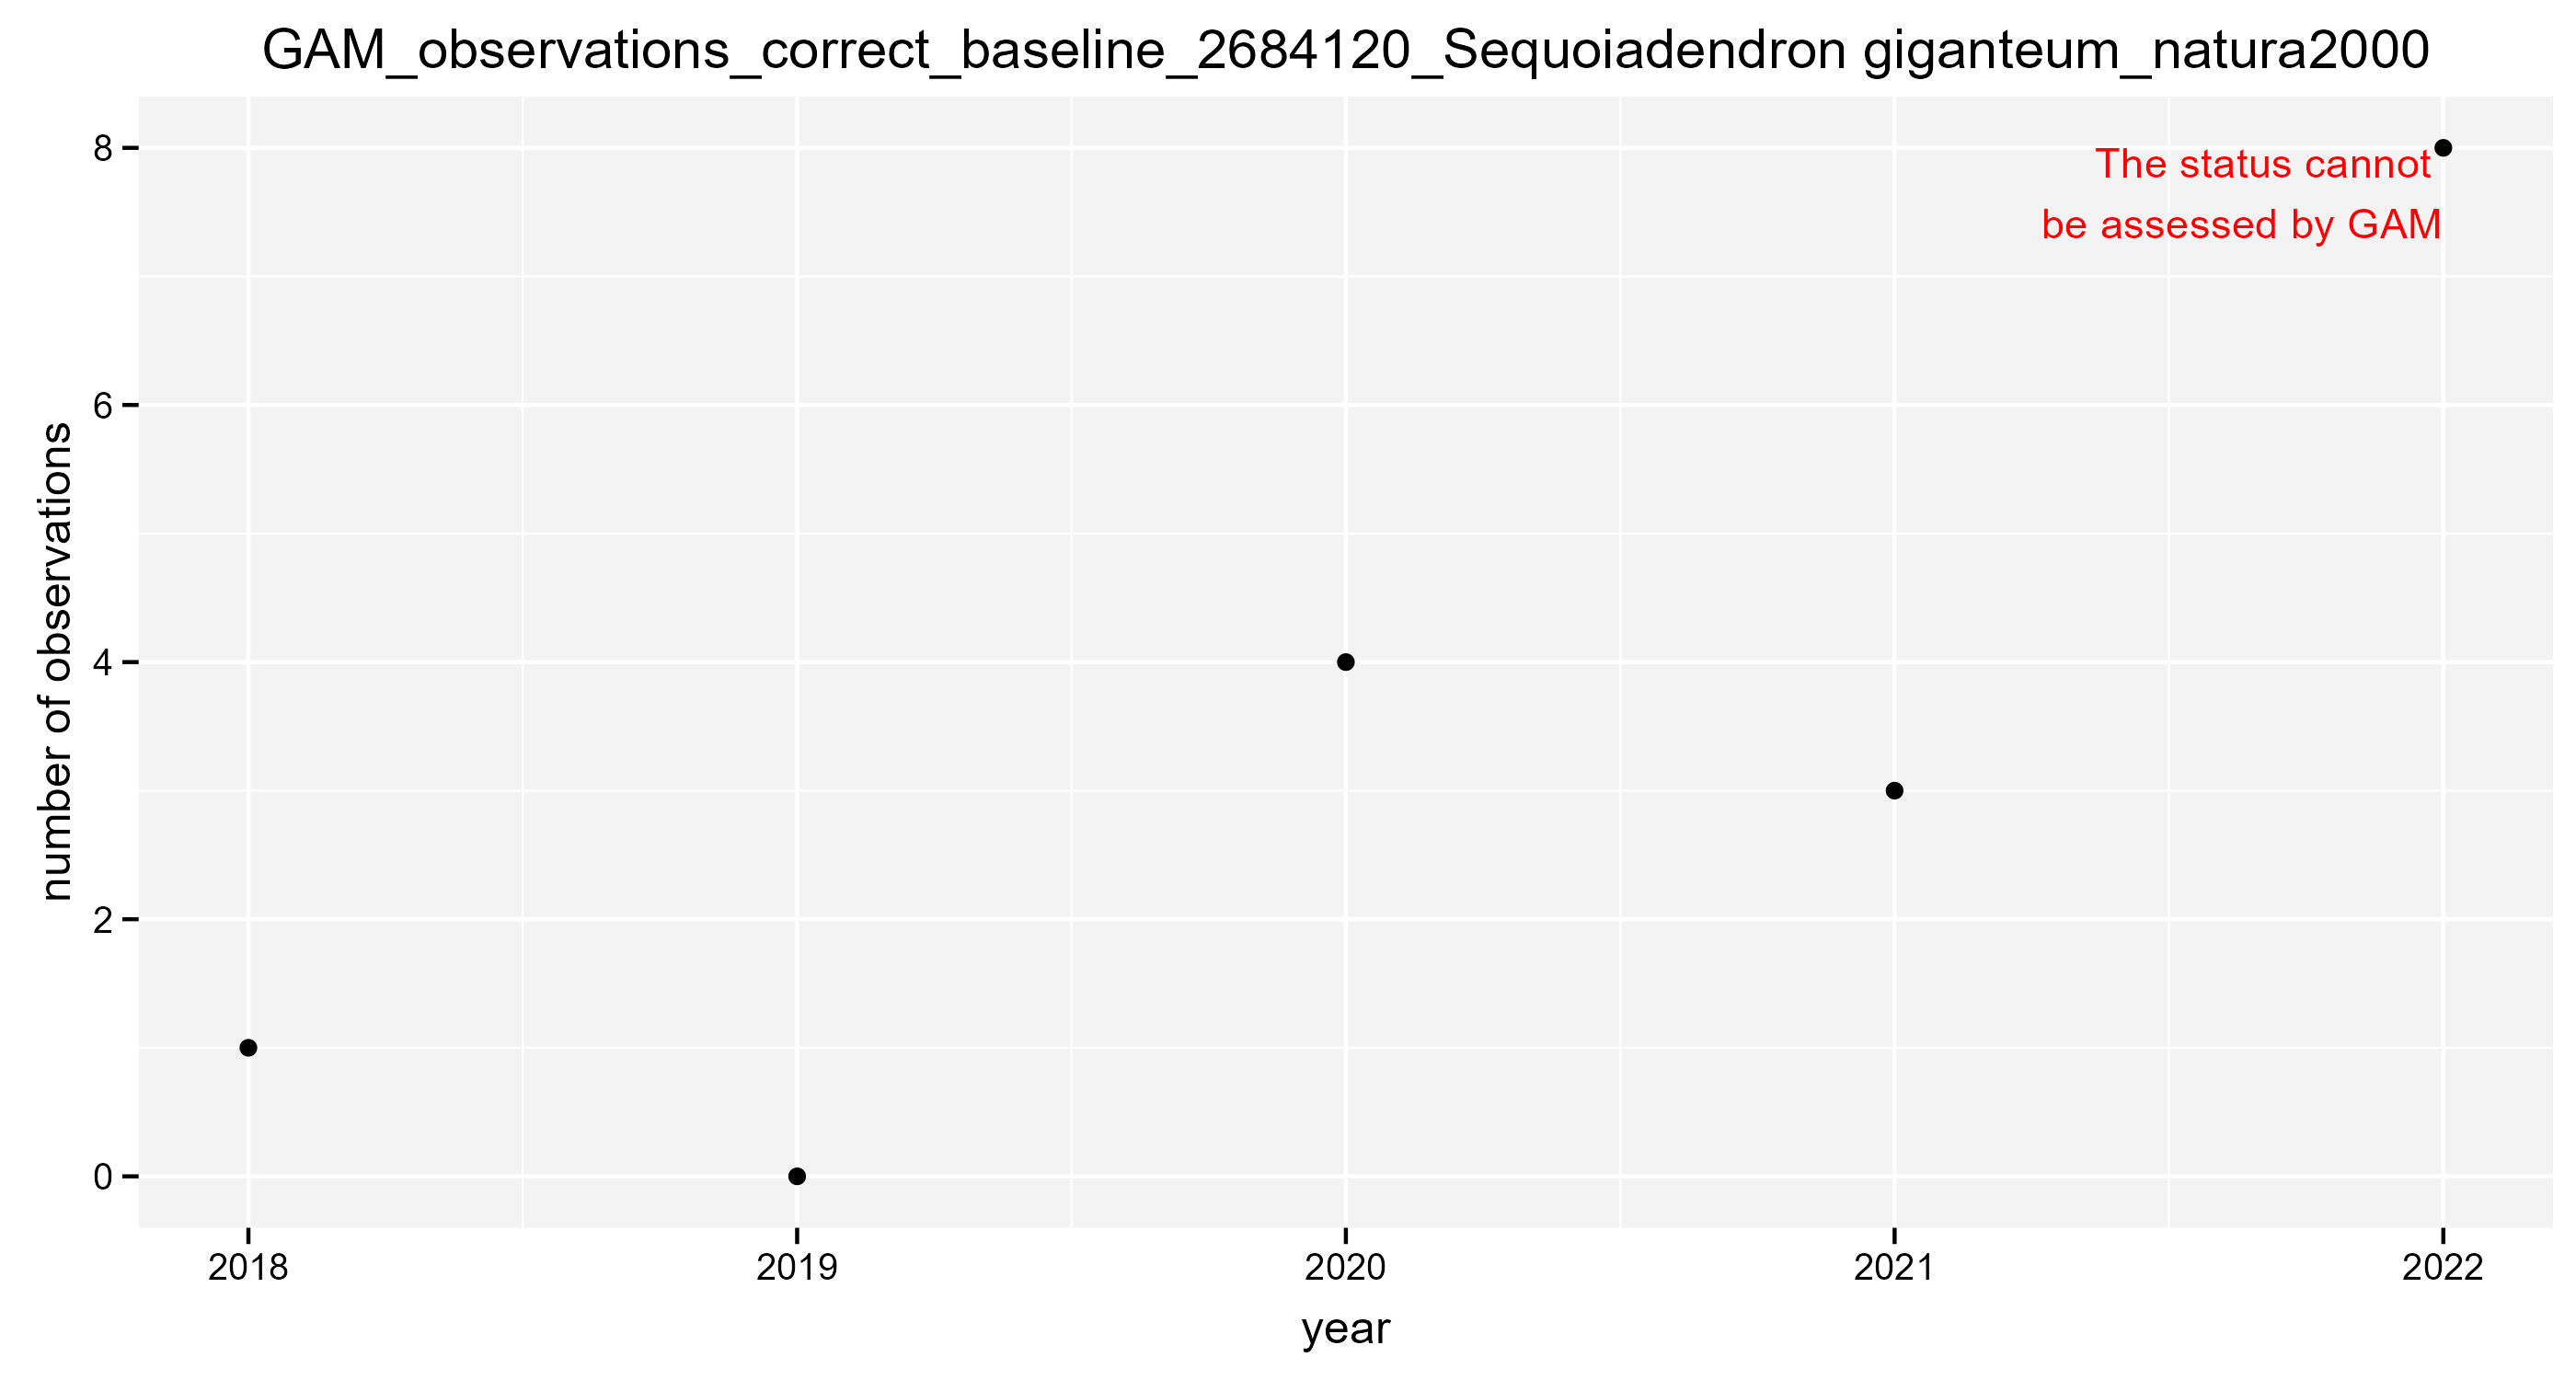 GAM_observations_correct_baseline_2684120_Sequoiadendron giganteum_natura2000
8
The status cannot
be assessed by GAM
6
number of observations
4
2
0
2018 2019 2020 2021 2022
year